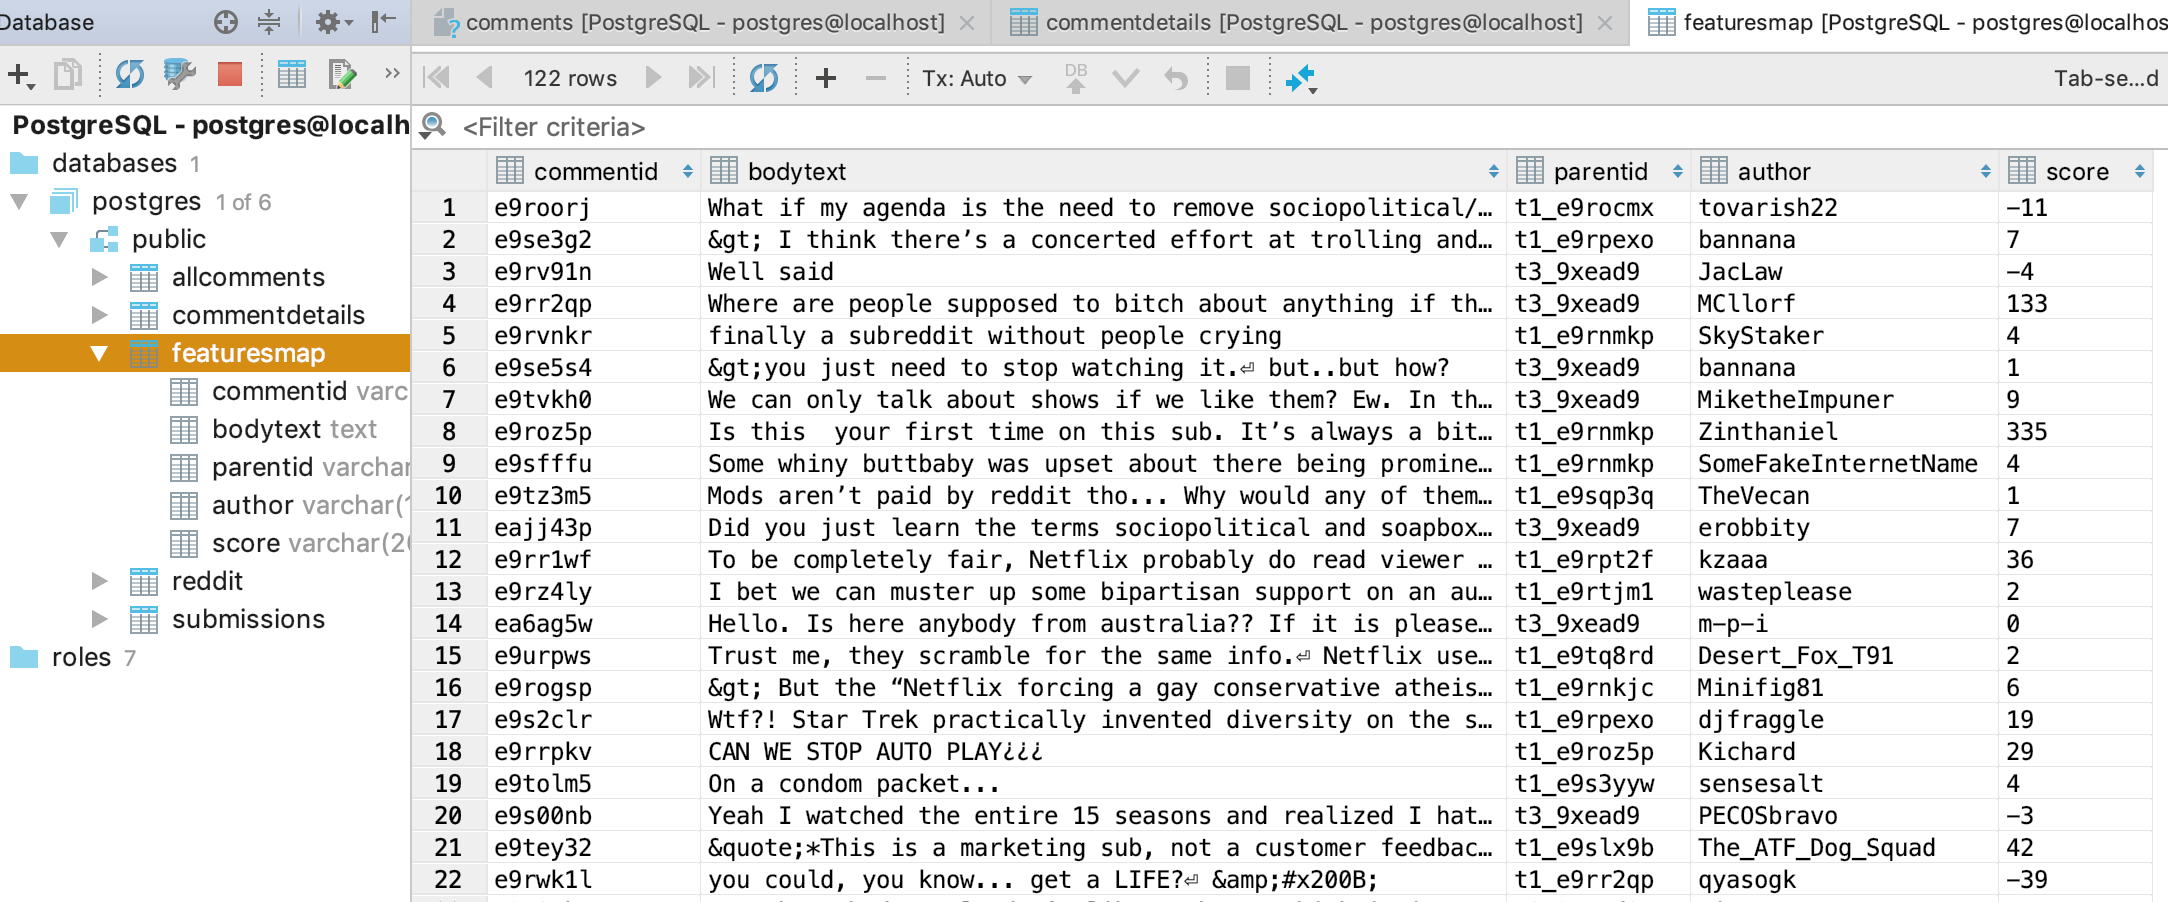 Database
comments [PostgreSQL - postgres@localhost]
commentdetails [PostgreSQL - postgres@localhost]
featuresmap [PostgreSQL - postgres@localhos
122 rows
Tx: Auto
DB
Tab-se...d
PostgreSQL - postgres@localh
databases 1
postgres 1 of 6
public
allcomments
commentdetails
featuresmap
commentid varc
bodytext text
parentid varchar
author varchar(
score varchar(2
reddit
submissions
roles 7
<Filter criteria>
commentid bodytext parentid author score
1 e9roorj What if my agenda is the need to remove sociopolitical/… t1_e9rocmx tovarish22 -11
2 e9se3g2 &gt; I think there’s a concerted effort at trolling and… t1_e9rpexo bannana 7
3 e9rv91n Well said t3_9xead9 JacLaw -4
4 e9rr2qp Where are people supposed to bitch about anything if th… t3_9xead9 MCllorf 133
5 e9rvnkr finally a subreddit without people crying t1_e9rnmkp SkyStaker 4
6 e9se5s4 &gt;you just need to stop watching it.⏎ but..but how? t3_9xead9 bannana 1
7 e9tvkh0 We can only talk about shows if we like them? Ew. In th… t3_9xead9 MiketheImpuner 9
8 e9roz5p Is this  your first time on this sub. It’s always a bit… t1_e9rnmkp Zinthaniel 335
9 e9sfffu Some whiny buttbaby was upset about there being promine… t1_e9rnmkp SomeFakeInternetName 4
10 e9tz3m5 Mods aren’t paid by reddit tho... Why would any of them… t1_e9sqp3q TheVecan 1
11 eajj43p Did you just learn the terms sociopolitical and soapbox… t3_9xead9 erobbity 7
12 e9rr1wf To be completely fair, Netflix probably do read viewer … t1_e9rpt2f kzaaa 36
13 e9rz4ly I bet we can muster up some bipartisan support on an au… t1_e9rtjm1 wasteplease 2
14 ea6ag5w Hello. Is here anybody from australia?? If it is please… t3_9xead9 m-p-i 0
15 e9urpws Trust me, they scramble for the same info.⏎ Netflix use… t1_e9tq8rd Desert_Fox_T91 2
16 e9rogsp &gt; But the “Netflix forcing a gay conservative atheis… t1_e9rnkjc Minifig81 6
17 e9s2clr Wtf?! Star Trek practically invented diversity on the s… t1_e9rpexo djfraggle 19
18 e9rrpkv CAN WE STOP AUTO PLAY¿¿¿ t1_e9roz5p Kichard 29
19 e9tolm5 On a condom packet... t1_e9s3yyw sensesalt 4
20 e9s00nb Yeah I watched the entire 15 seasons and realized I hat… t3_9xead9 PECOSbravo -3
21 e9tey32 &quote;*This is a marketing sub, not a customer feedbac… t1_e9slx9b The_ATF_Dog_Squad 42
22 e9rwk1l you could, you know... get a LIFE?⏎ &amp;#x200B; t1_e9rr2qp qyasogk -39